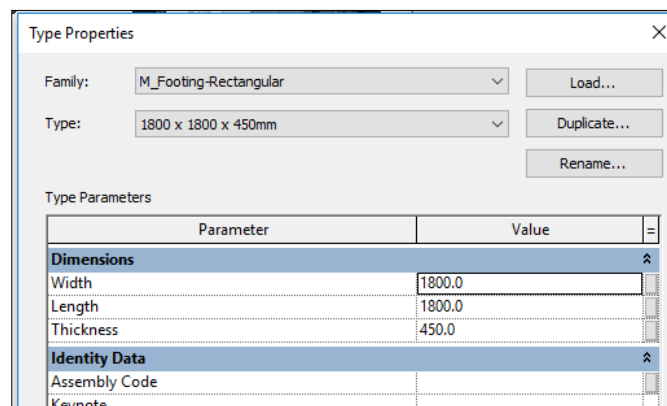 Type Properties
Family: M_Footing-Rectangular Load...
Type: 1800 x 1800 x 450mm Duplicate...
Rename...
Type Parameters
Parameter Value =
Dimensions
Width 1800.0
Length 1800.0
Thickness 450.0
Identity Data
Assembly Code
Keynote